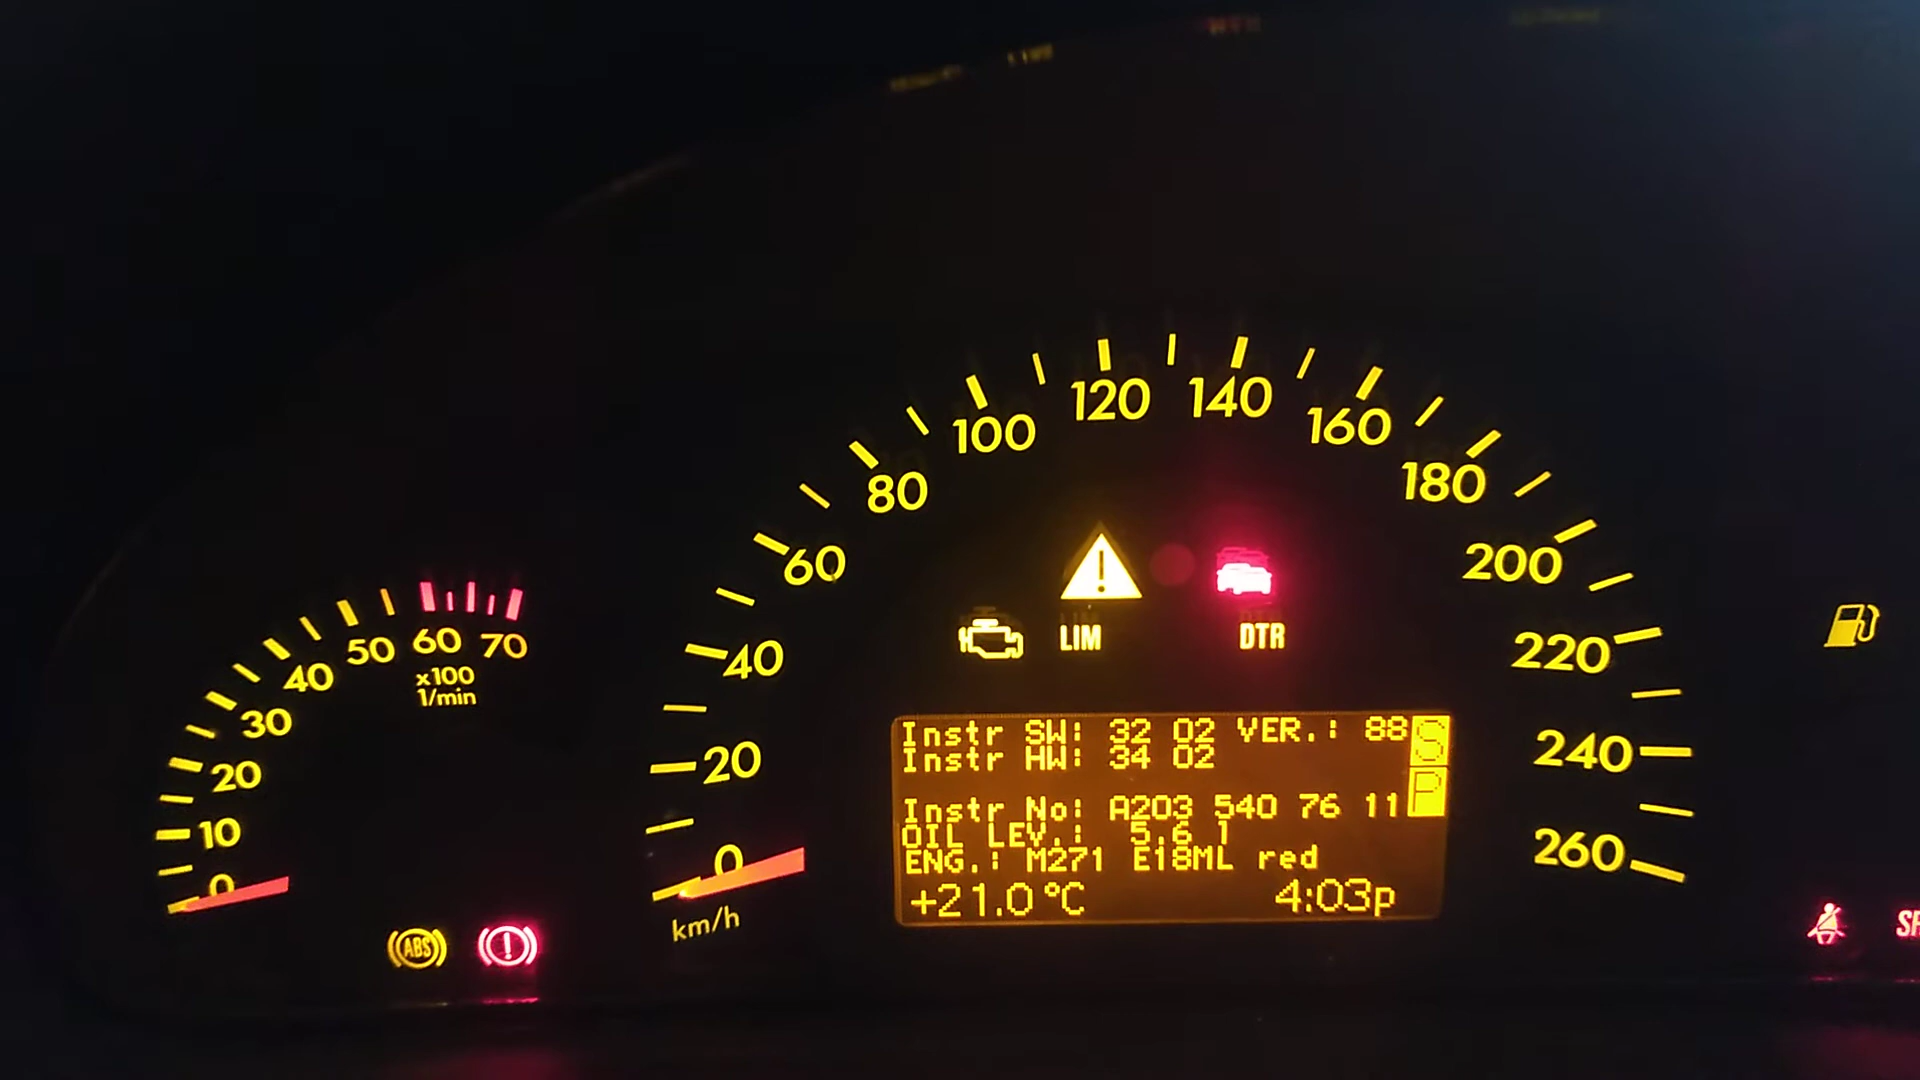 50 60 70
40
30
20
10
0
x100
1/min
ABS
0 20 40 60 80 100 120 140 160 180 200 220 240 260
km/h
LIM
DTR
Instr SW: 32 02 VER.: 88
Instr HW: 34 02
Instr No: A203 540 76 11
OIL LEV.: 5.6 l
ENG.: M271 E18ML red
+21.0°C 4:03p
S
P